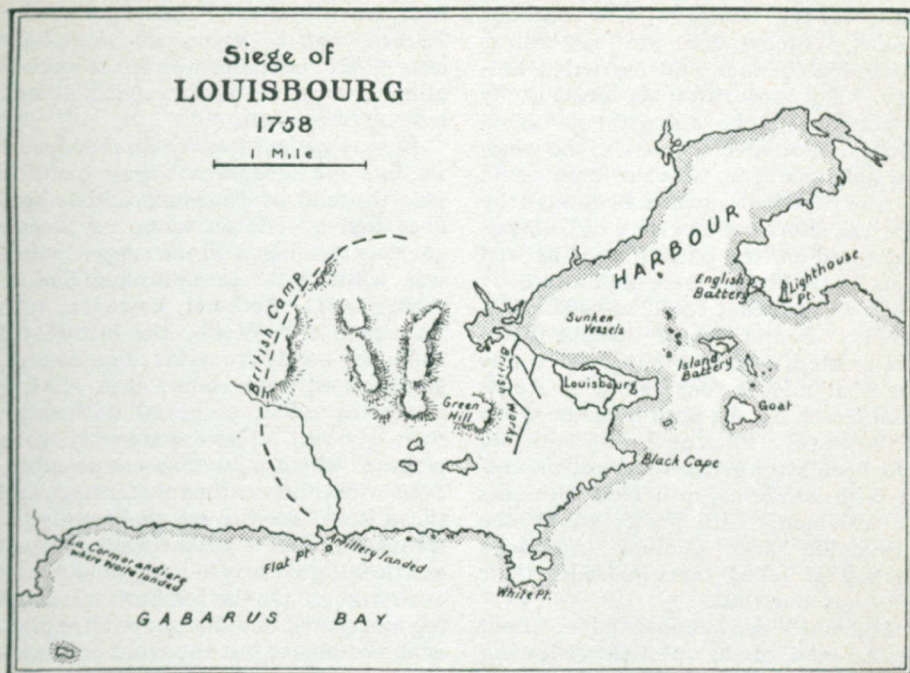 Siege of
LOUISBOURG
1758
1 Mile
HARBOUR
English
Battery
Lighthouse
Pt.
Sunken
Vessels
Island
Battery
British Camp
BRITISH WORKS
Louisbourg
Green
Hill
Goat
Black Cape
La Cormorandiere
where Wolfe landed
Flat Pt.
Artillery landed
White Pt.
GABARUS BAY